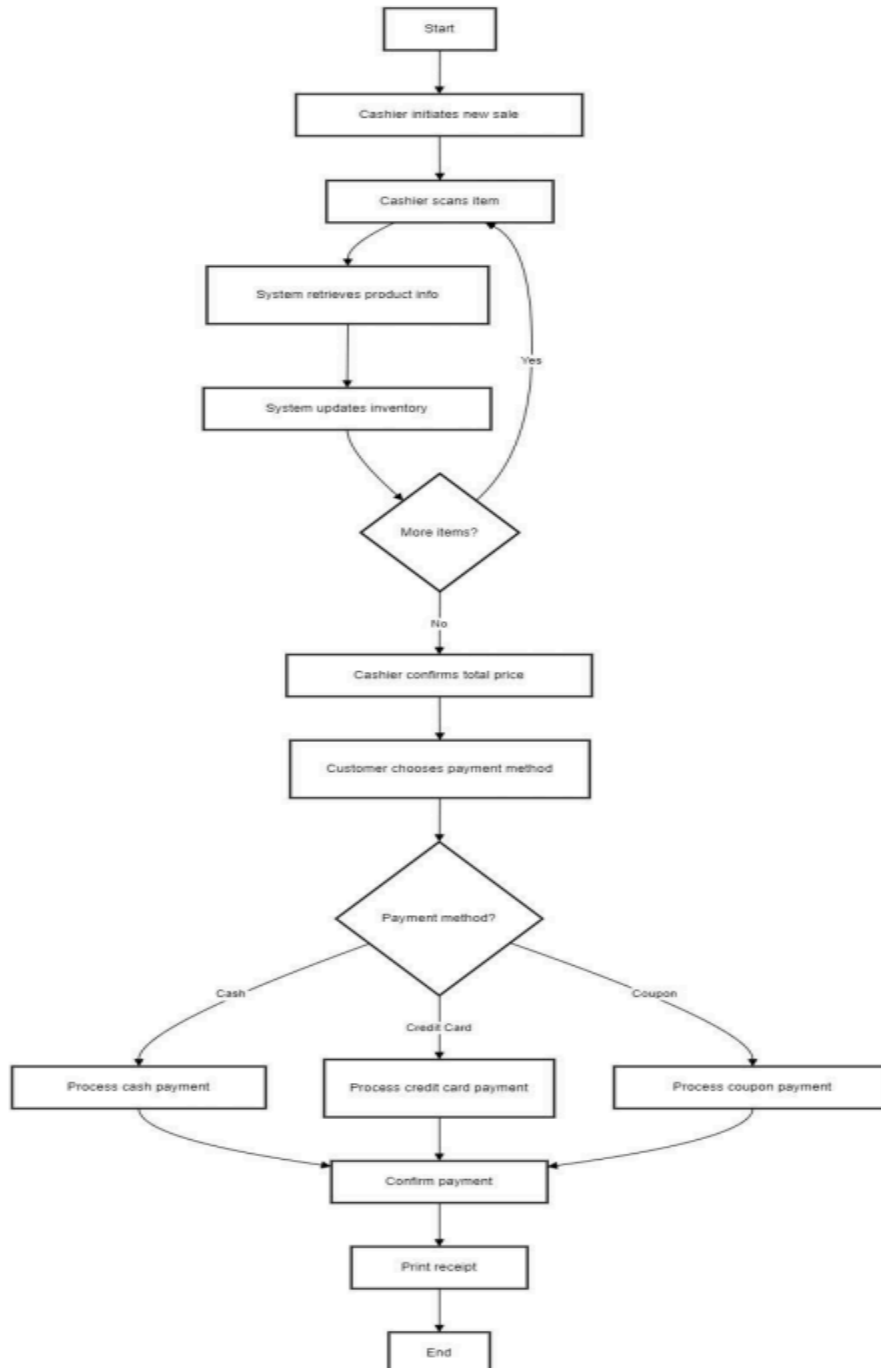 Start
Cashier initiates new sale
Cashier scans item
System retrieves product info
Yes
System updates inventory
More items?
No
Cashier confirms total price
Customer chooses payment method
Payment method?
Cash
Coupon
Credit Card
Process cash payment
Process credit card payment
Process coupon payment
Confirm payment
Print receipt
End